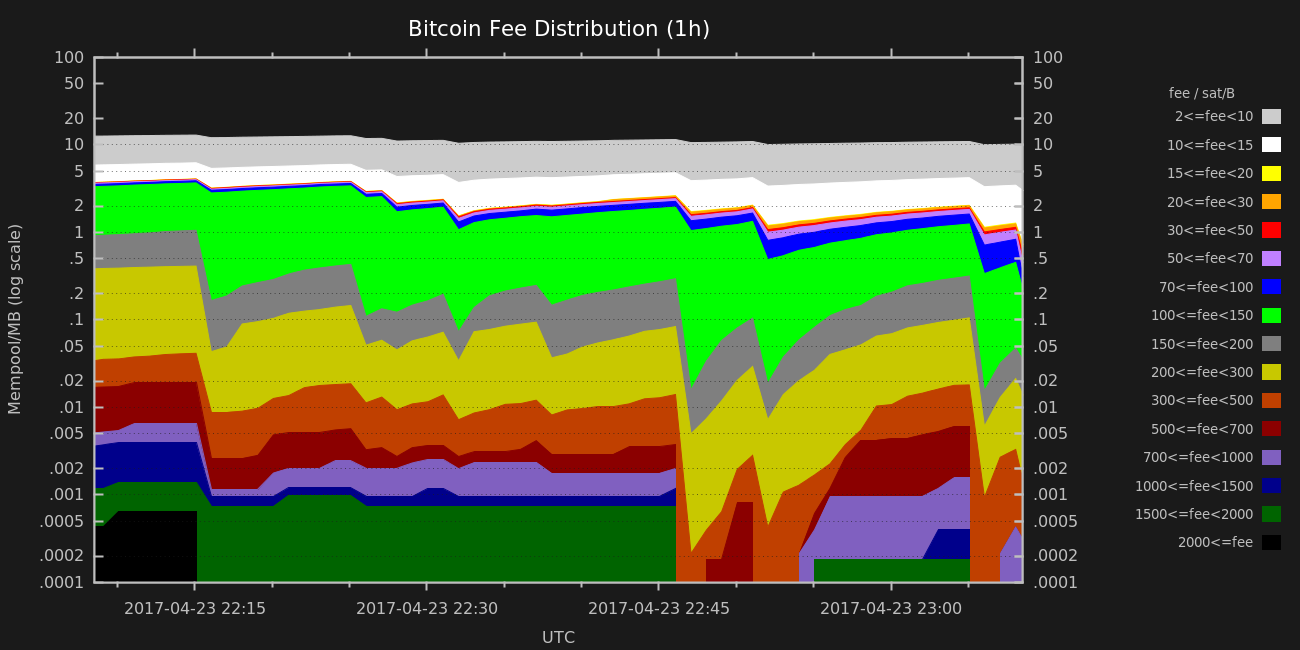 Bitcoin Fee Distribution (1h)
Mempool/MB (log scale)
100
50
20
10
5
2
1
.5
.2
.1
.05
.02
.01
.005
.002
.001
.0005
.0002
.0001
100
50
20
10
5
2
1
.5
.2
.1
.05
.02
.01
.005
.002
.001
.0005
.0002
.0001
2017-04-23 22:15
2017-04-23 22:30
2017-04-23 22:45
2017-04-23 23:00
UTC
fee / sat/B
2<=fee<10
10<=fee<15
15<=fee<20
20<=fee<30
30<=fee<50
50<=fee<70
70<=fee<100
100<=fee<150
150<=fee<200
200<=fee<300
300<=fee<500
500<=fee<700
700<=fee<1000
1000<=fee<1500
1500<=fee<2000
2000<=fee